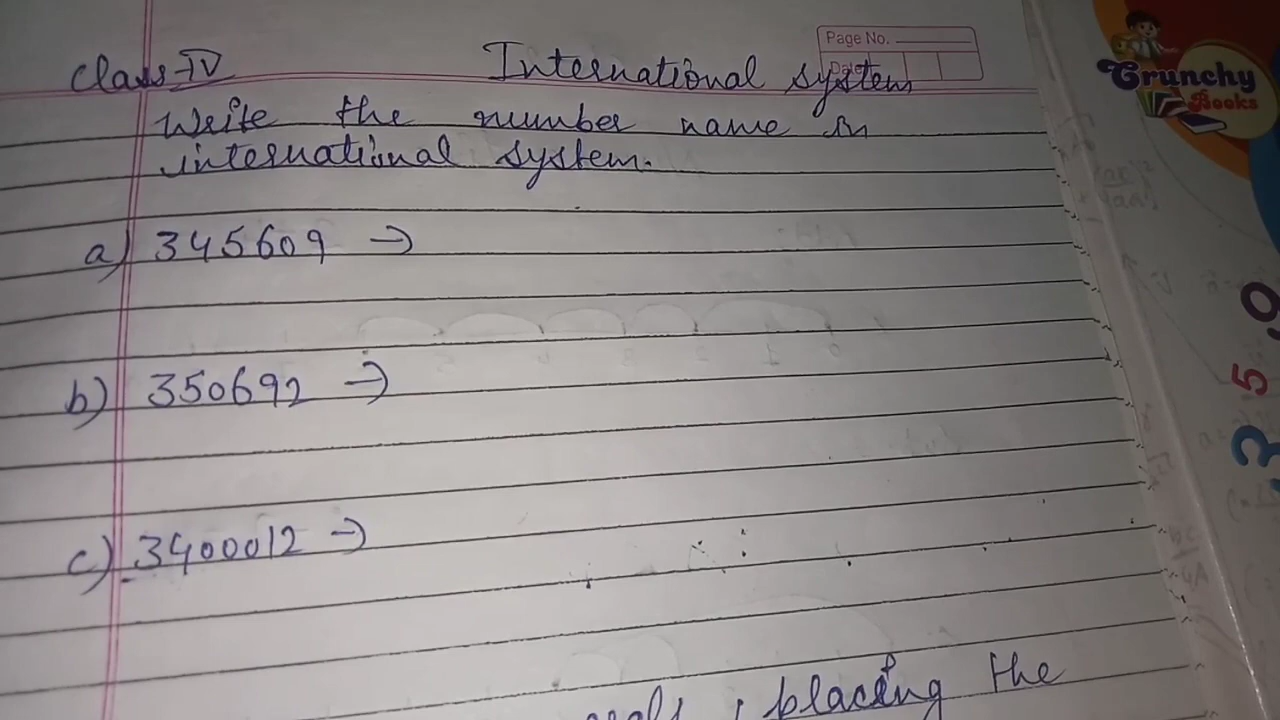 Class-IV International system
Page No.
Date
Write the number name in
international system.
a) 345609 →
b) 350692 →
c) 3400012 →
placing the
Crunchy
Books